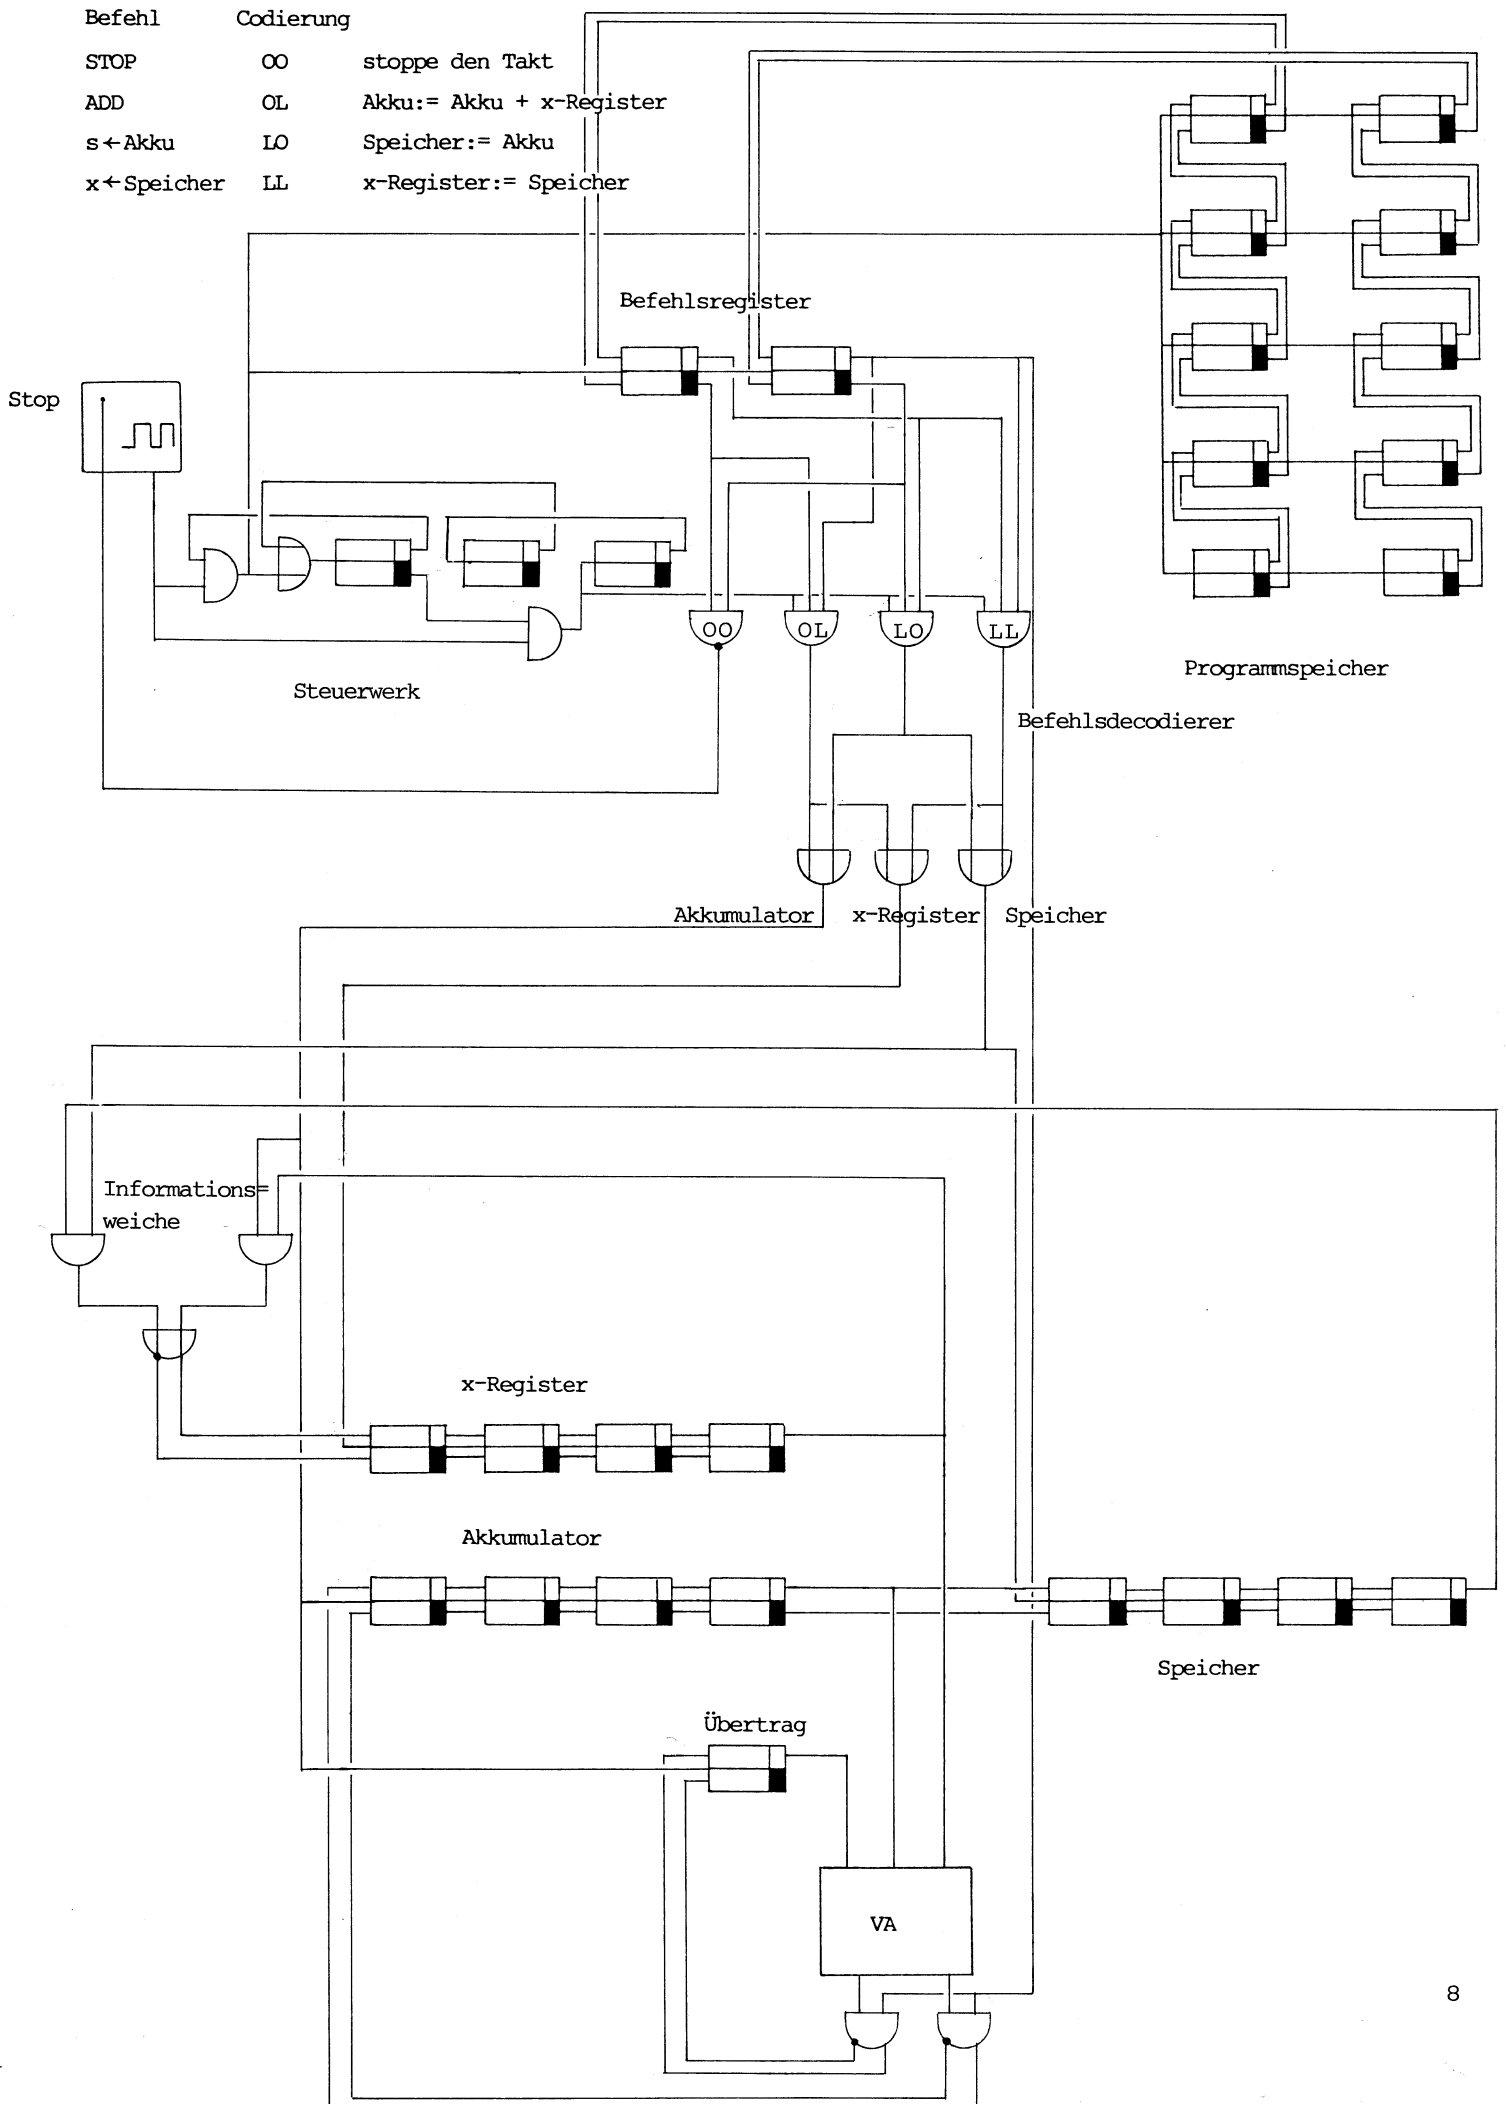 Befehl Codierung
STOP OO stoppe den Takt
ADD OL Akku:= Akku + x-Register
s←Akku LO Speicher:= Akku
x←Speicher LL x-Register:= Speicher
Befehlsregister
Stop
OO OL LO LL
Steuerwerk
Programmspeicher
Befehlsdecodierer
Akkumulator x-Register Speicher
Informations=
weiche
x-Register
Akkumulator
Speicher
Übertrag
VA
8